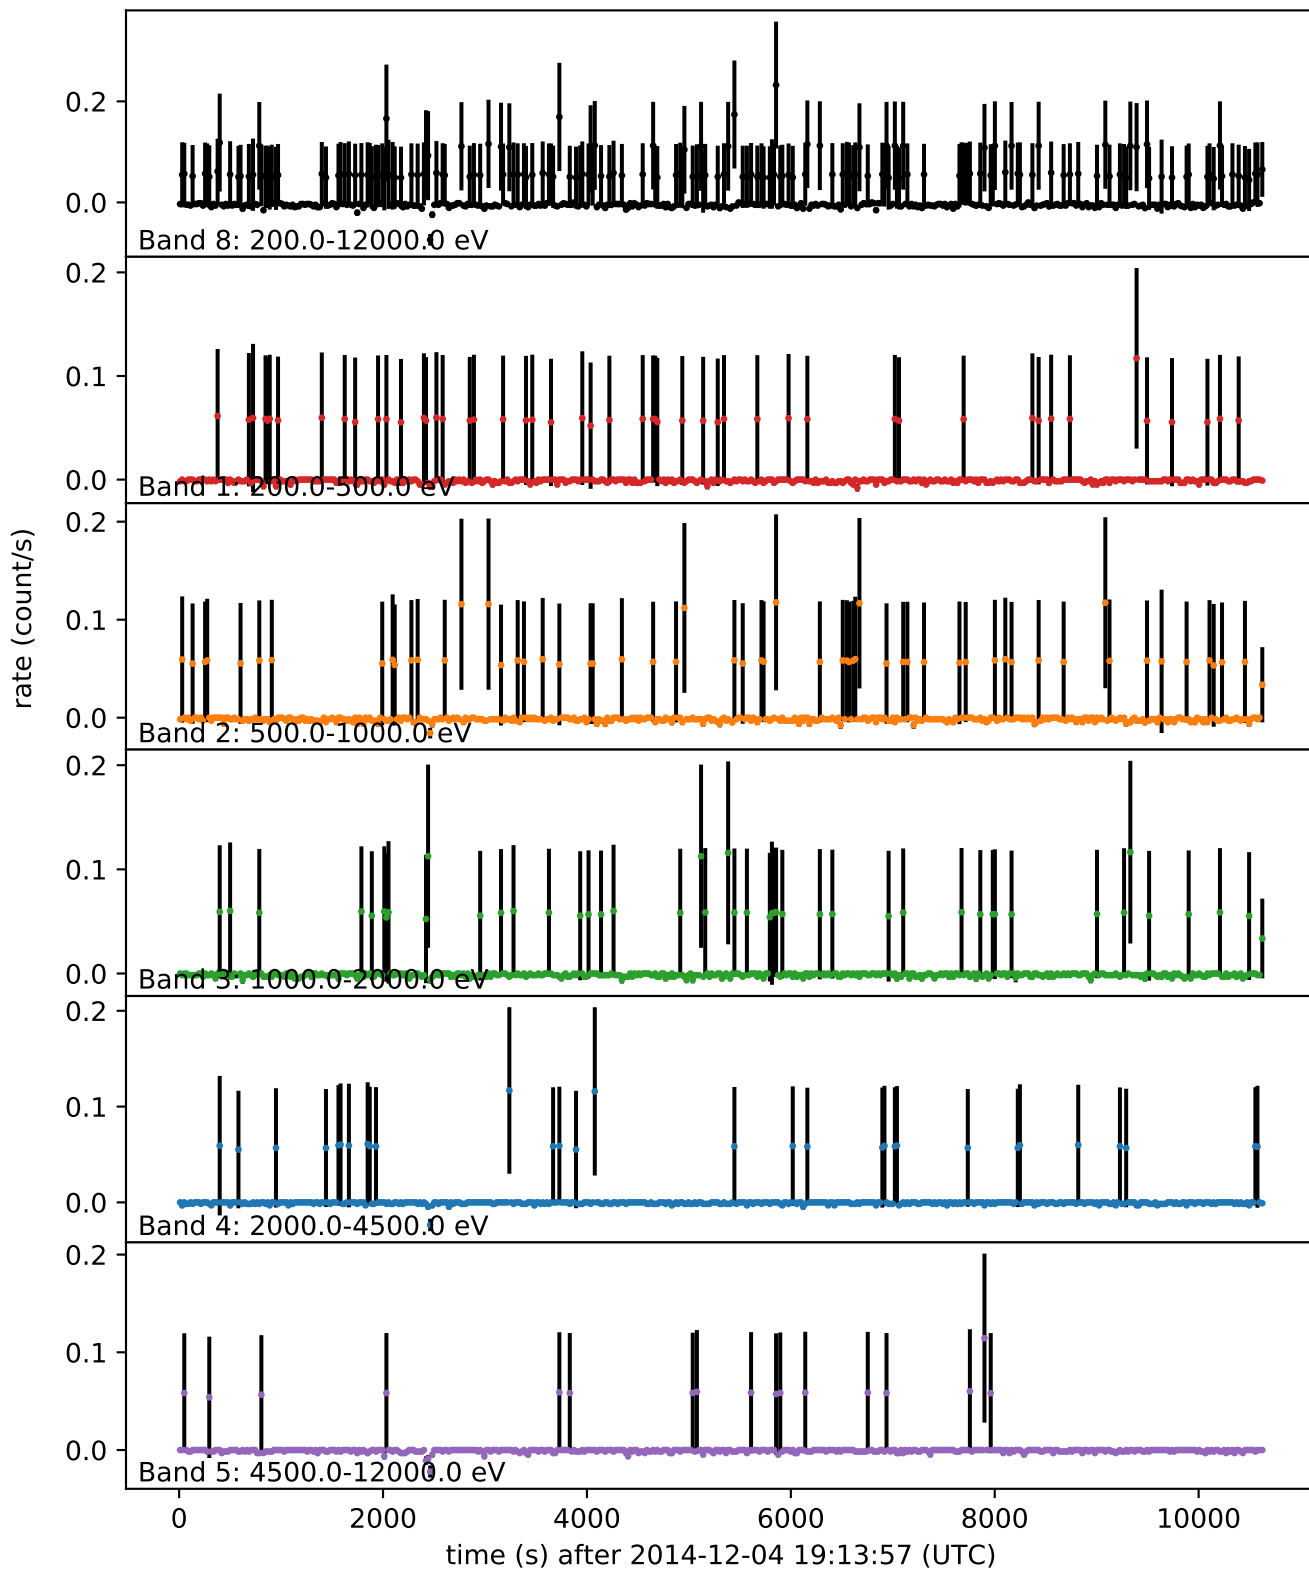 0.2
0.0
Band 8: 200.0-12000.0 eV
0.2
0.1
0.0
Band 1: 200.0-500.0 eV
0.2
0.1
0.0
Band 2: 500.0-1000.0 eV
0.2
0.1
0.0
Band 3: 1000.0-2000.0 eV
0.2
0.1
0.0
Band 4: 2000.0-4500.0 eV
0.2
0.1
0.0
Band 5: 4500.0-12000.0 eV
rate (count/s)
0 2000 4000 6000 8000 10000
time (s) after 2014-12-04 19:13:57 (UTC)